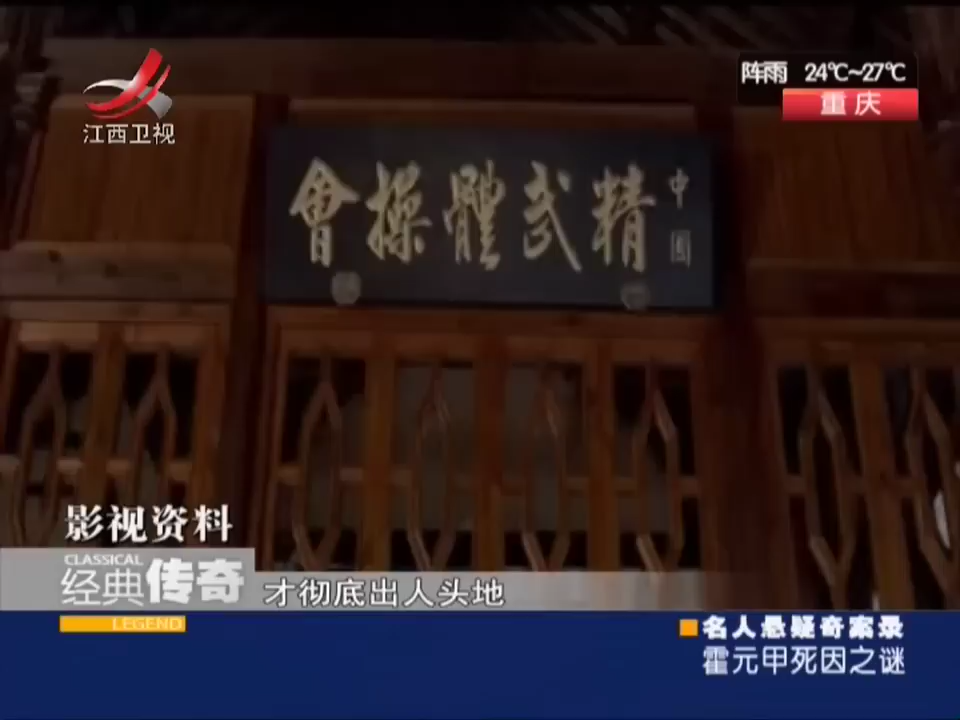 江西卫视
阵雨 24℃~27℃
重庆
中國
會操體武精
影视资料
CLASSICAL
经典传奇
LEGEND
才彻底出人头地
名人悬疑奇案录
霍元甲死因之谜